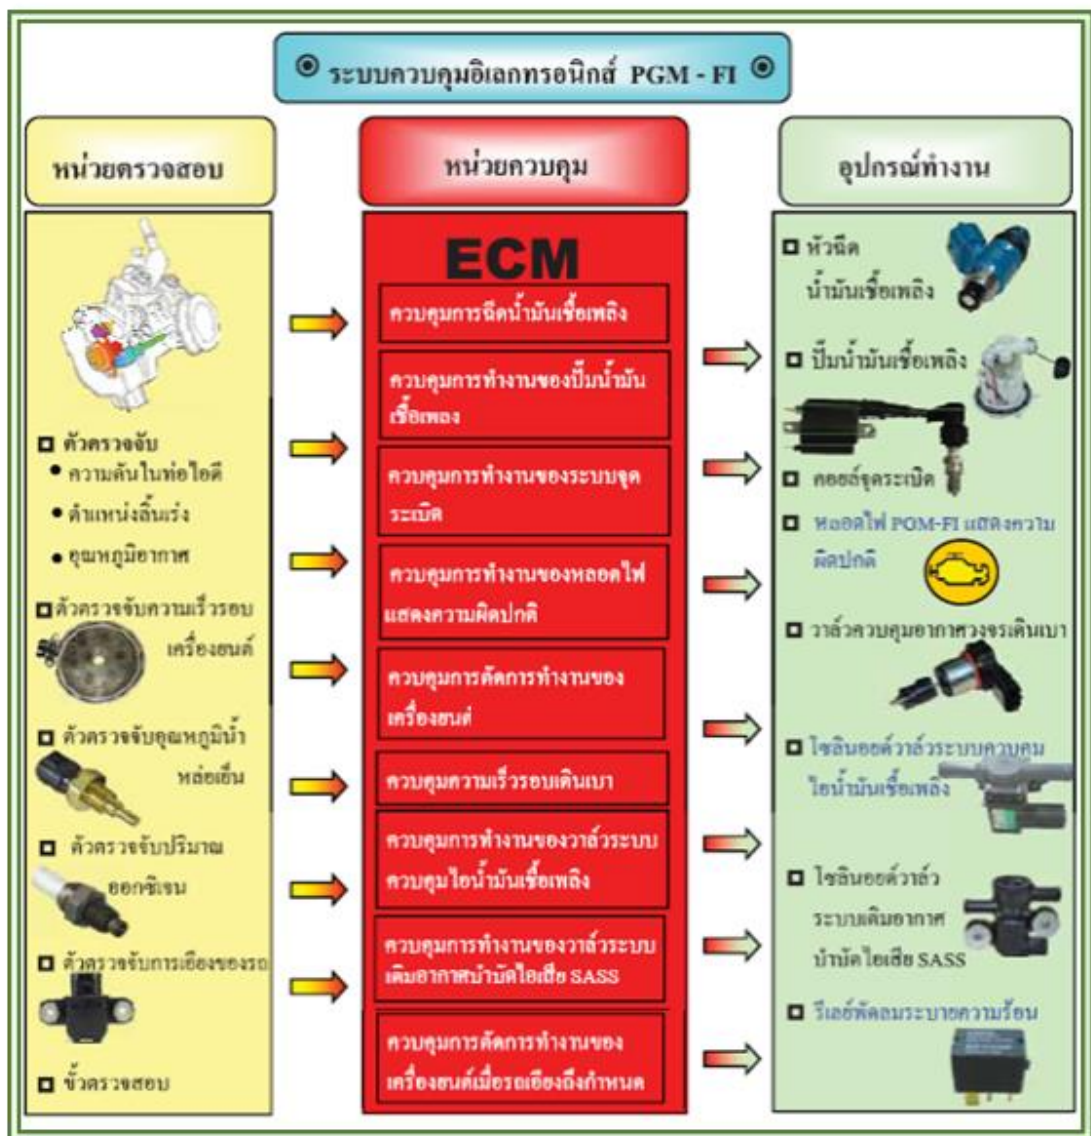 ระบบควบคุมอิเลกทรอนิกส์ PGM - FI
หน่วยตรวจสอบ
ตัวตรวจจับ
ความดันในท่อไอดี
ตำแหน่งลิ้นเร่ง
อุณหภูมิอากาศ
ตัวตรวจจับความเร็วรอบ
เครื่องยนต์
ตัวตรวจจับอุณหภูมิน้ำ
หล่อเย็น
ตัวตรวจจับปริมาณ
ออกซิเจน
ตัวตรวจจับการเอียงของรถ
ขั้วตรวจสอบ
หน่วยควบคุม
ECM
ควบคุมการฉีดน้ำมันเชื้อเพลิง
ควบคุมการทำงานของปั๊มน้ำมัน
เชื้อเพลง
ควบคุมการทำงานของระบบจุด
ระเบิด
ควบคุมการทำงานของหลอดไฟ
แสดงความผิดปกติ
ควบคุมการตัดการทำงานของ
เครื่องยนต์
ควบคุมความเร็วรอบเดินเบา
ควบคุมการทำงานของวาล์วระบบ
ควบคุมไอน้ำมันเชื้อเพลิง
ควบคุมการทำงานของวาล์วระบบ
เติมอากาศบำบัดไอเสีย SASS
ควบคุมการตัดการทำงานของ
เครื่องยนต์เมื่อรถเอียงถึงกำหนด
อุปกรณ์ทำงาน
หัวฉีด
น้ำมันเชื้อเพลิง
ปั๊มน้ำมันเชื้อเพลิง
คอยล์จุดระเบิด
หลอดไฟ PGM-FI แสดงความ
ผิดปกติ
วาล์วควบคุมอากาศวงจรเดินเบา
โซลินอยด์วาล์วระบบควบคุม
ไอน้ำมันเชื้อเพลิง
โซลินอยด์วาล์ว
ระบบเติมอากาศ
บำบัดไอเสีย SASS
รีเลย์พัดลมระบายความร้อน